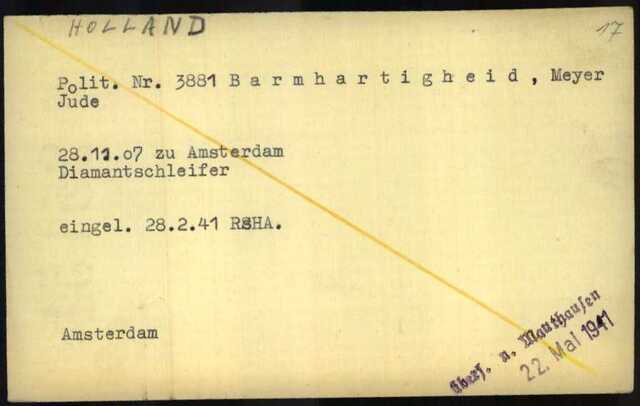 HOLLAND
17
Polit. Nr. 3881 B a r m h a r t i g h e i d , Meyer
Jude
28.11.07 zu Amsterdam
Diamantschleifer
eingel. 28.2.41 RSHA.
Amsterdam
überf. n. Mauthausen
22. Mai 1941